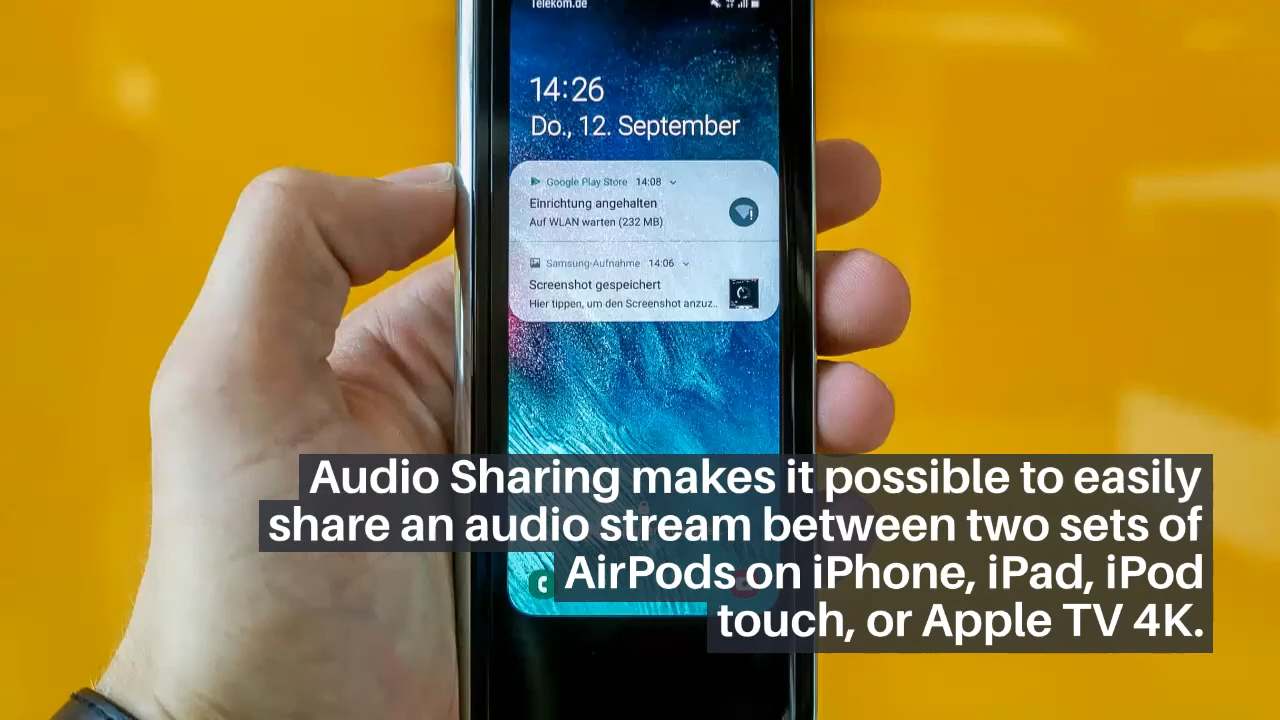 Telekom.de
14:26
Do., 12. September
Google Play Store 14:08
Einrichtung angehalten
Auf WLAN warten (232 MB)
Samsung-Aufnahme 14:06
Screenshot gespeichert
Hier tippen, um den Screenshot anzuz..
Audio Sharing makes it possible to easily
share an audio stream between two sets of
AirPods on iPhone, iPad, iPod
touch, or Apple TV 4K.